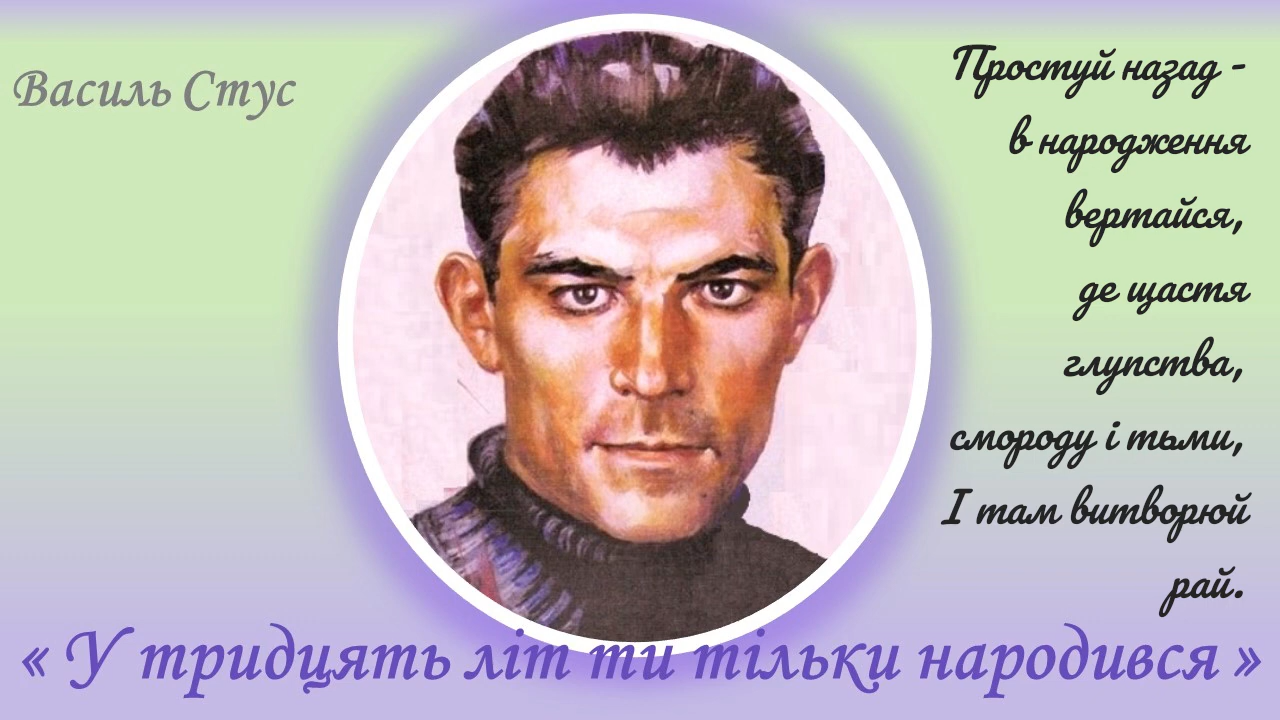 Василь Стус
Простуй назад -
в народження
вертайся,
де щастя
глупства,
смороду і тьми,
І там витворюй
рай.
« У тридцять літ ти тільки народився »